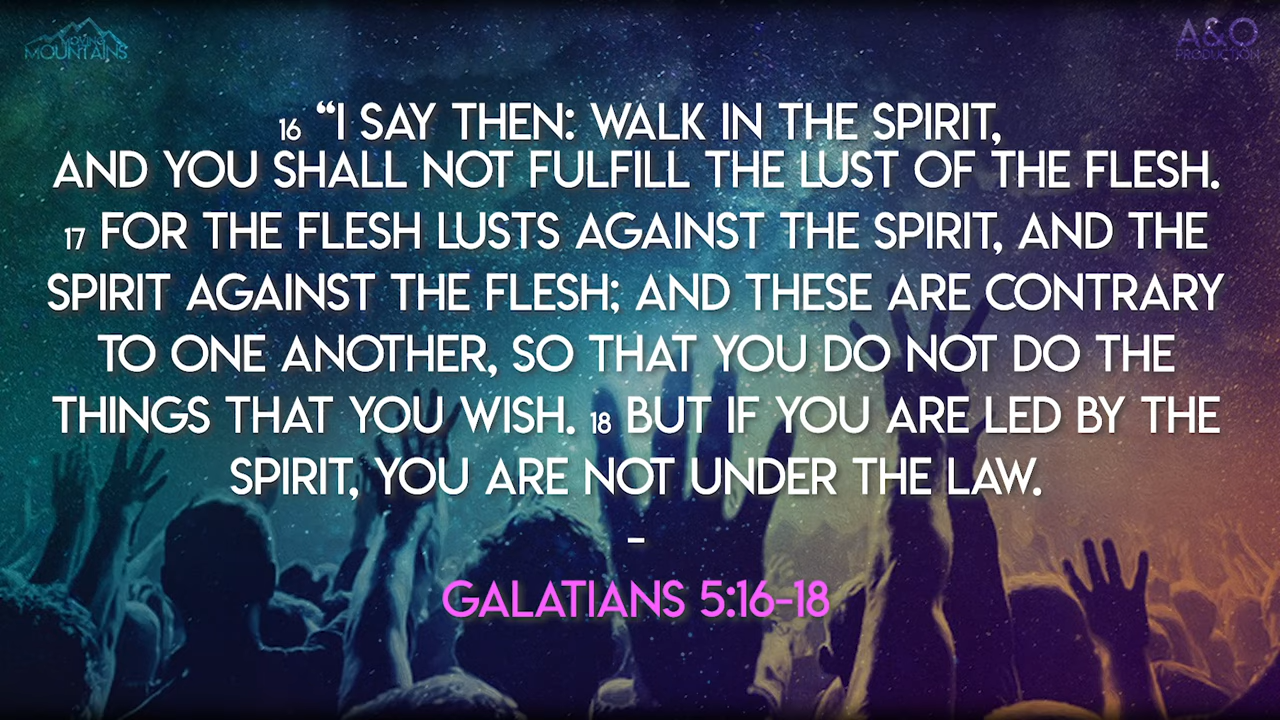 MOVING
MOUNTAINS
A&O
PRODUCTION
16 “I SAY THEN: WALK IN THE SPIRIT,
AND YOU SHALL NOT FULFILL THE LUST OF THE FLESH.
17 FOR THE FLESH LUSTS AGAINST THE SPIRIT, AND THE
SPIRIT AGAINST THE FLESH; AND THESE ARE CONTRARY
TO ONE ANOTHER, SO THAT YOU DO NOT DO THE
THINGS THAT YOU WISH. 18 BUT IF YOU ARE LED BY THE
SPIRIT, YOU ARE NOT UNDER THE LAW.
-
GALATIANS 5:16-18